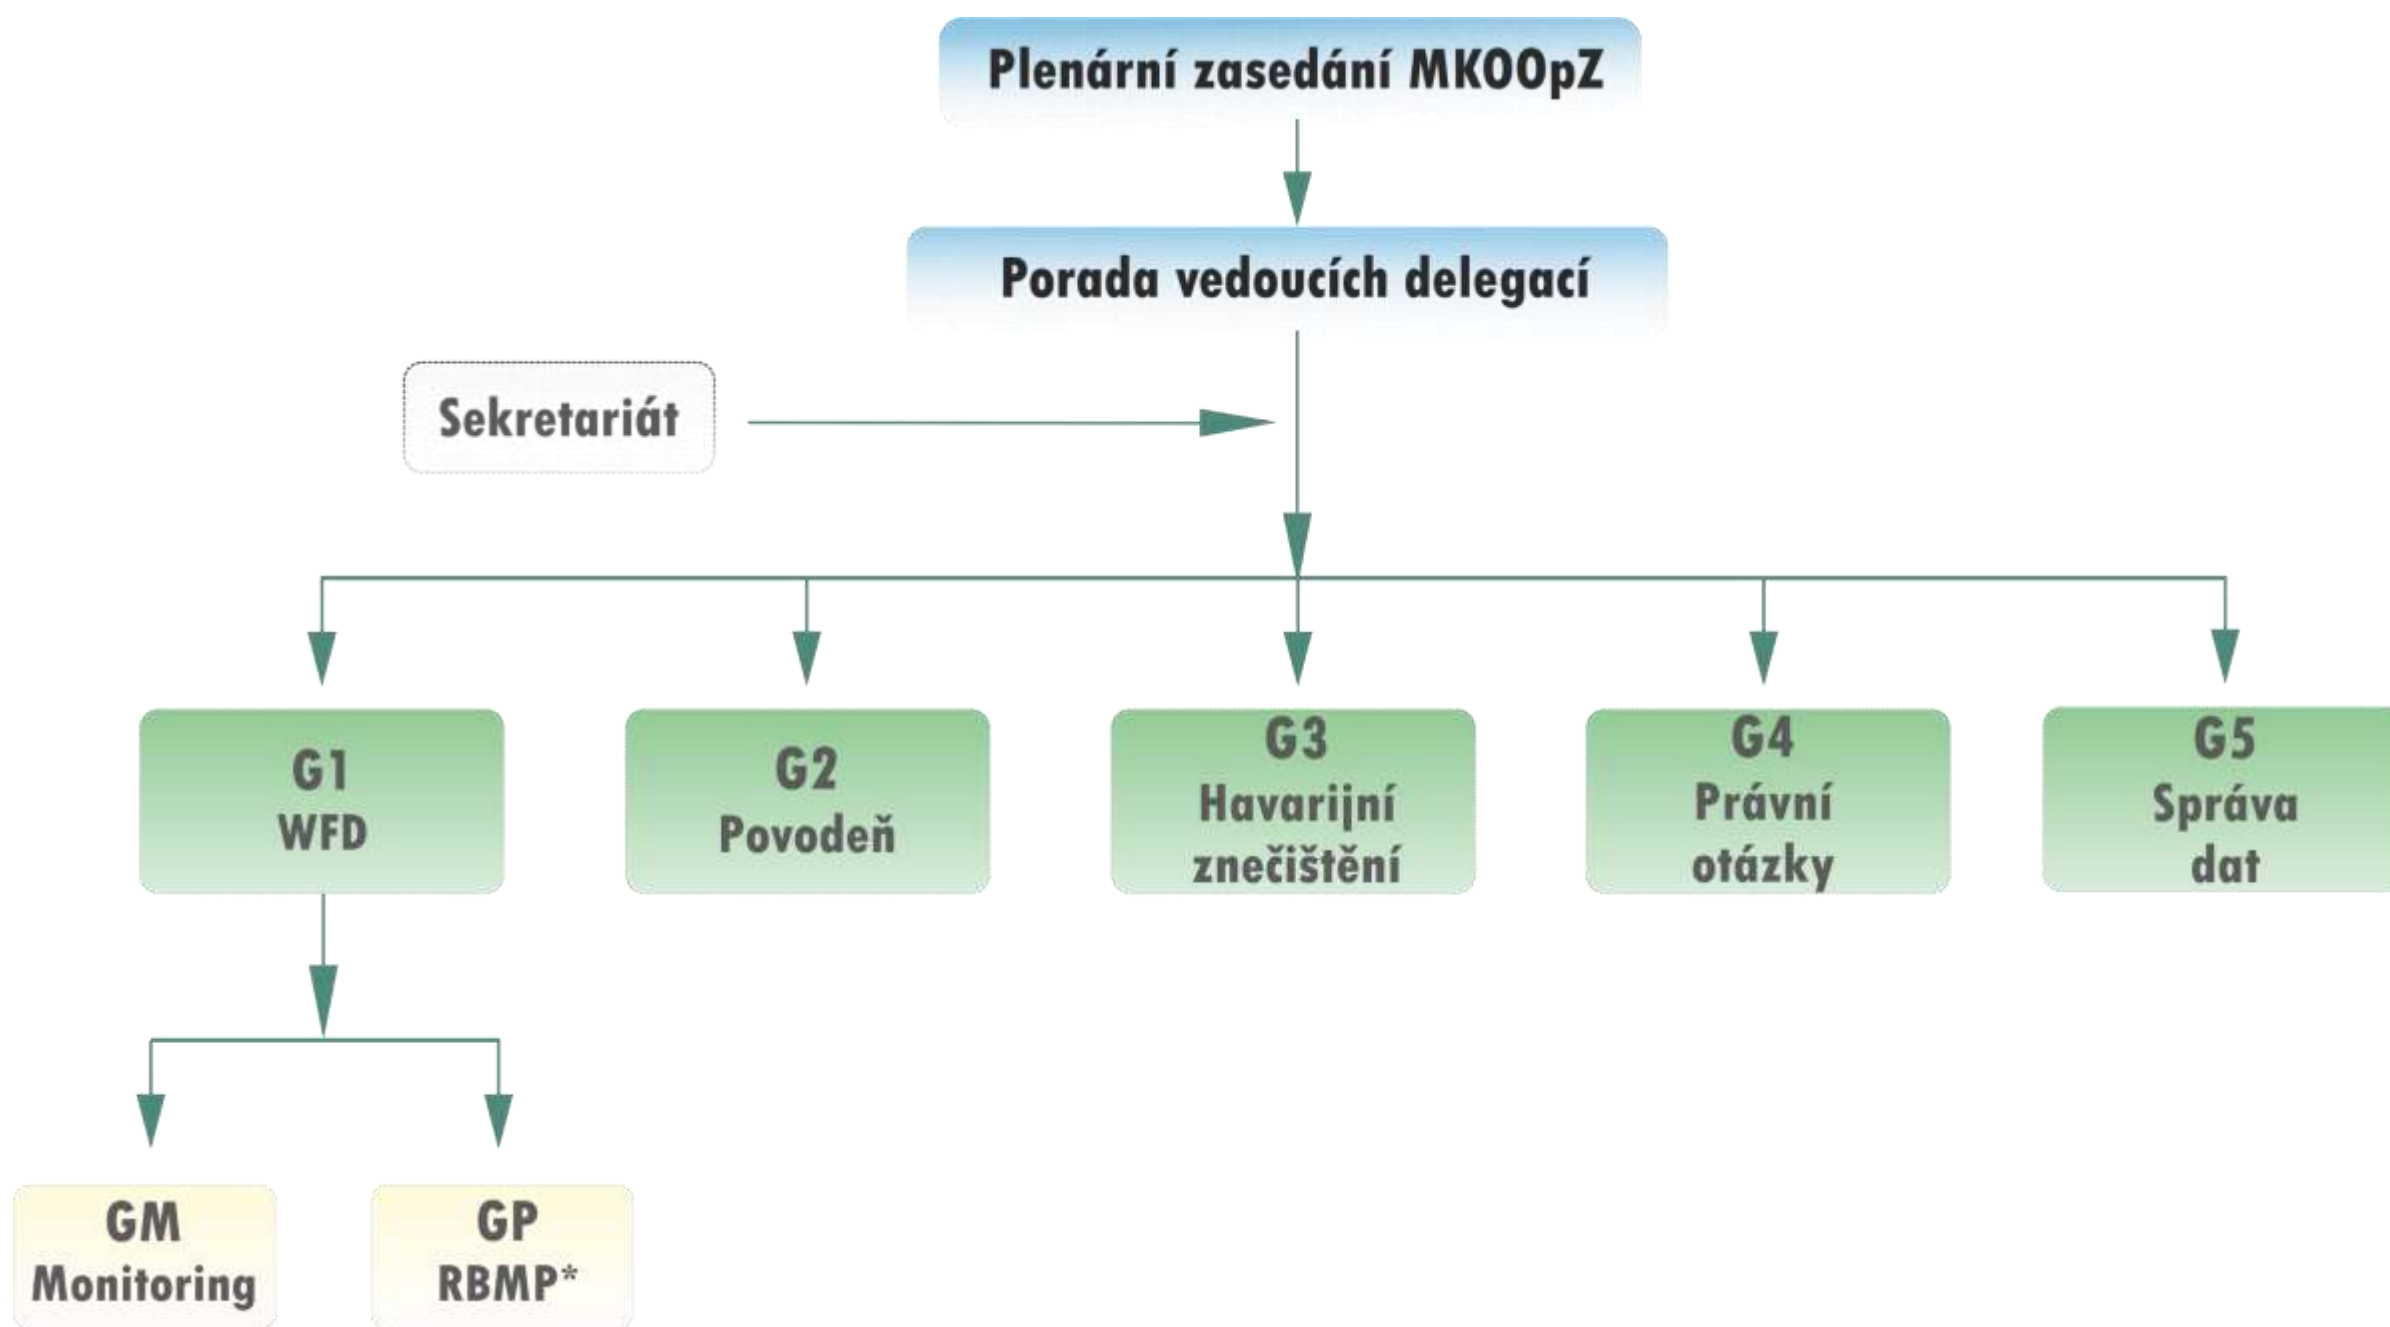 Plenární zasedání MKOOpZ
Porada vedoucích delegací
Sekretariát
G1
WFD
G2
Povodeň
G3
Havarijní
znečištění
G4
Právní
otázky
G5
Správa
dat
GM
Monitoring
GP
RBMP*